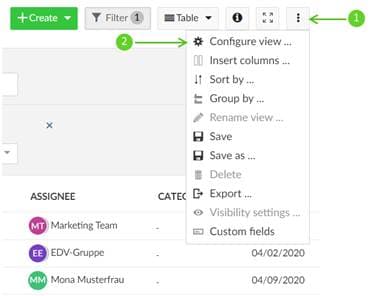 + Create
Filter 1
Table
1
2
Configure view ...
Insert columns ...
Sort by ...
Group by ...
Rename view ...
Save
Save as ...
Delete
Export ...
Visibility settings ...
Custom fields
ASSIGNEE CATEG
MT Marketing Team -
EE EDV-Gruppe - 04/02/2020
MM Mona Musterfrau - 04/09/2020